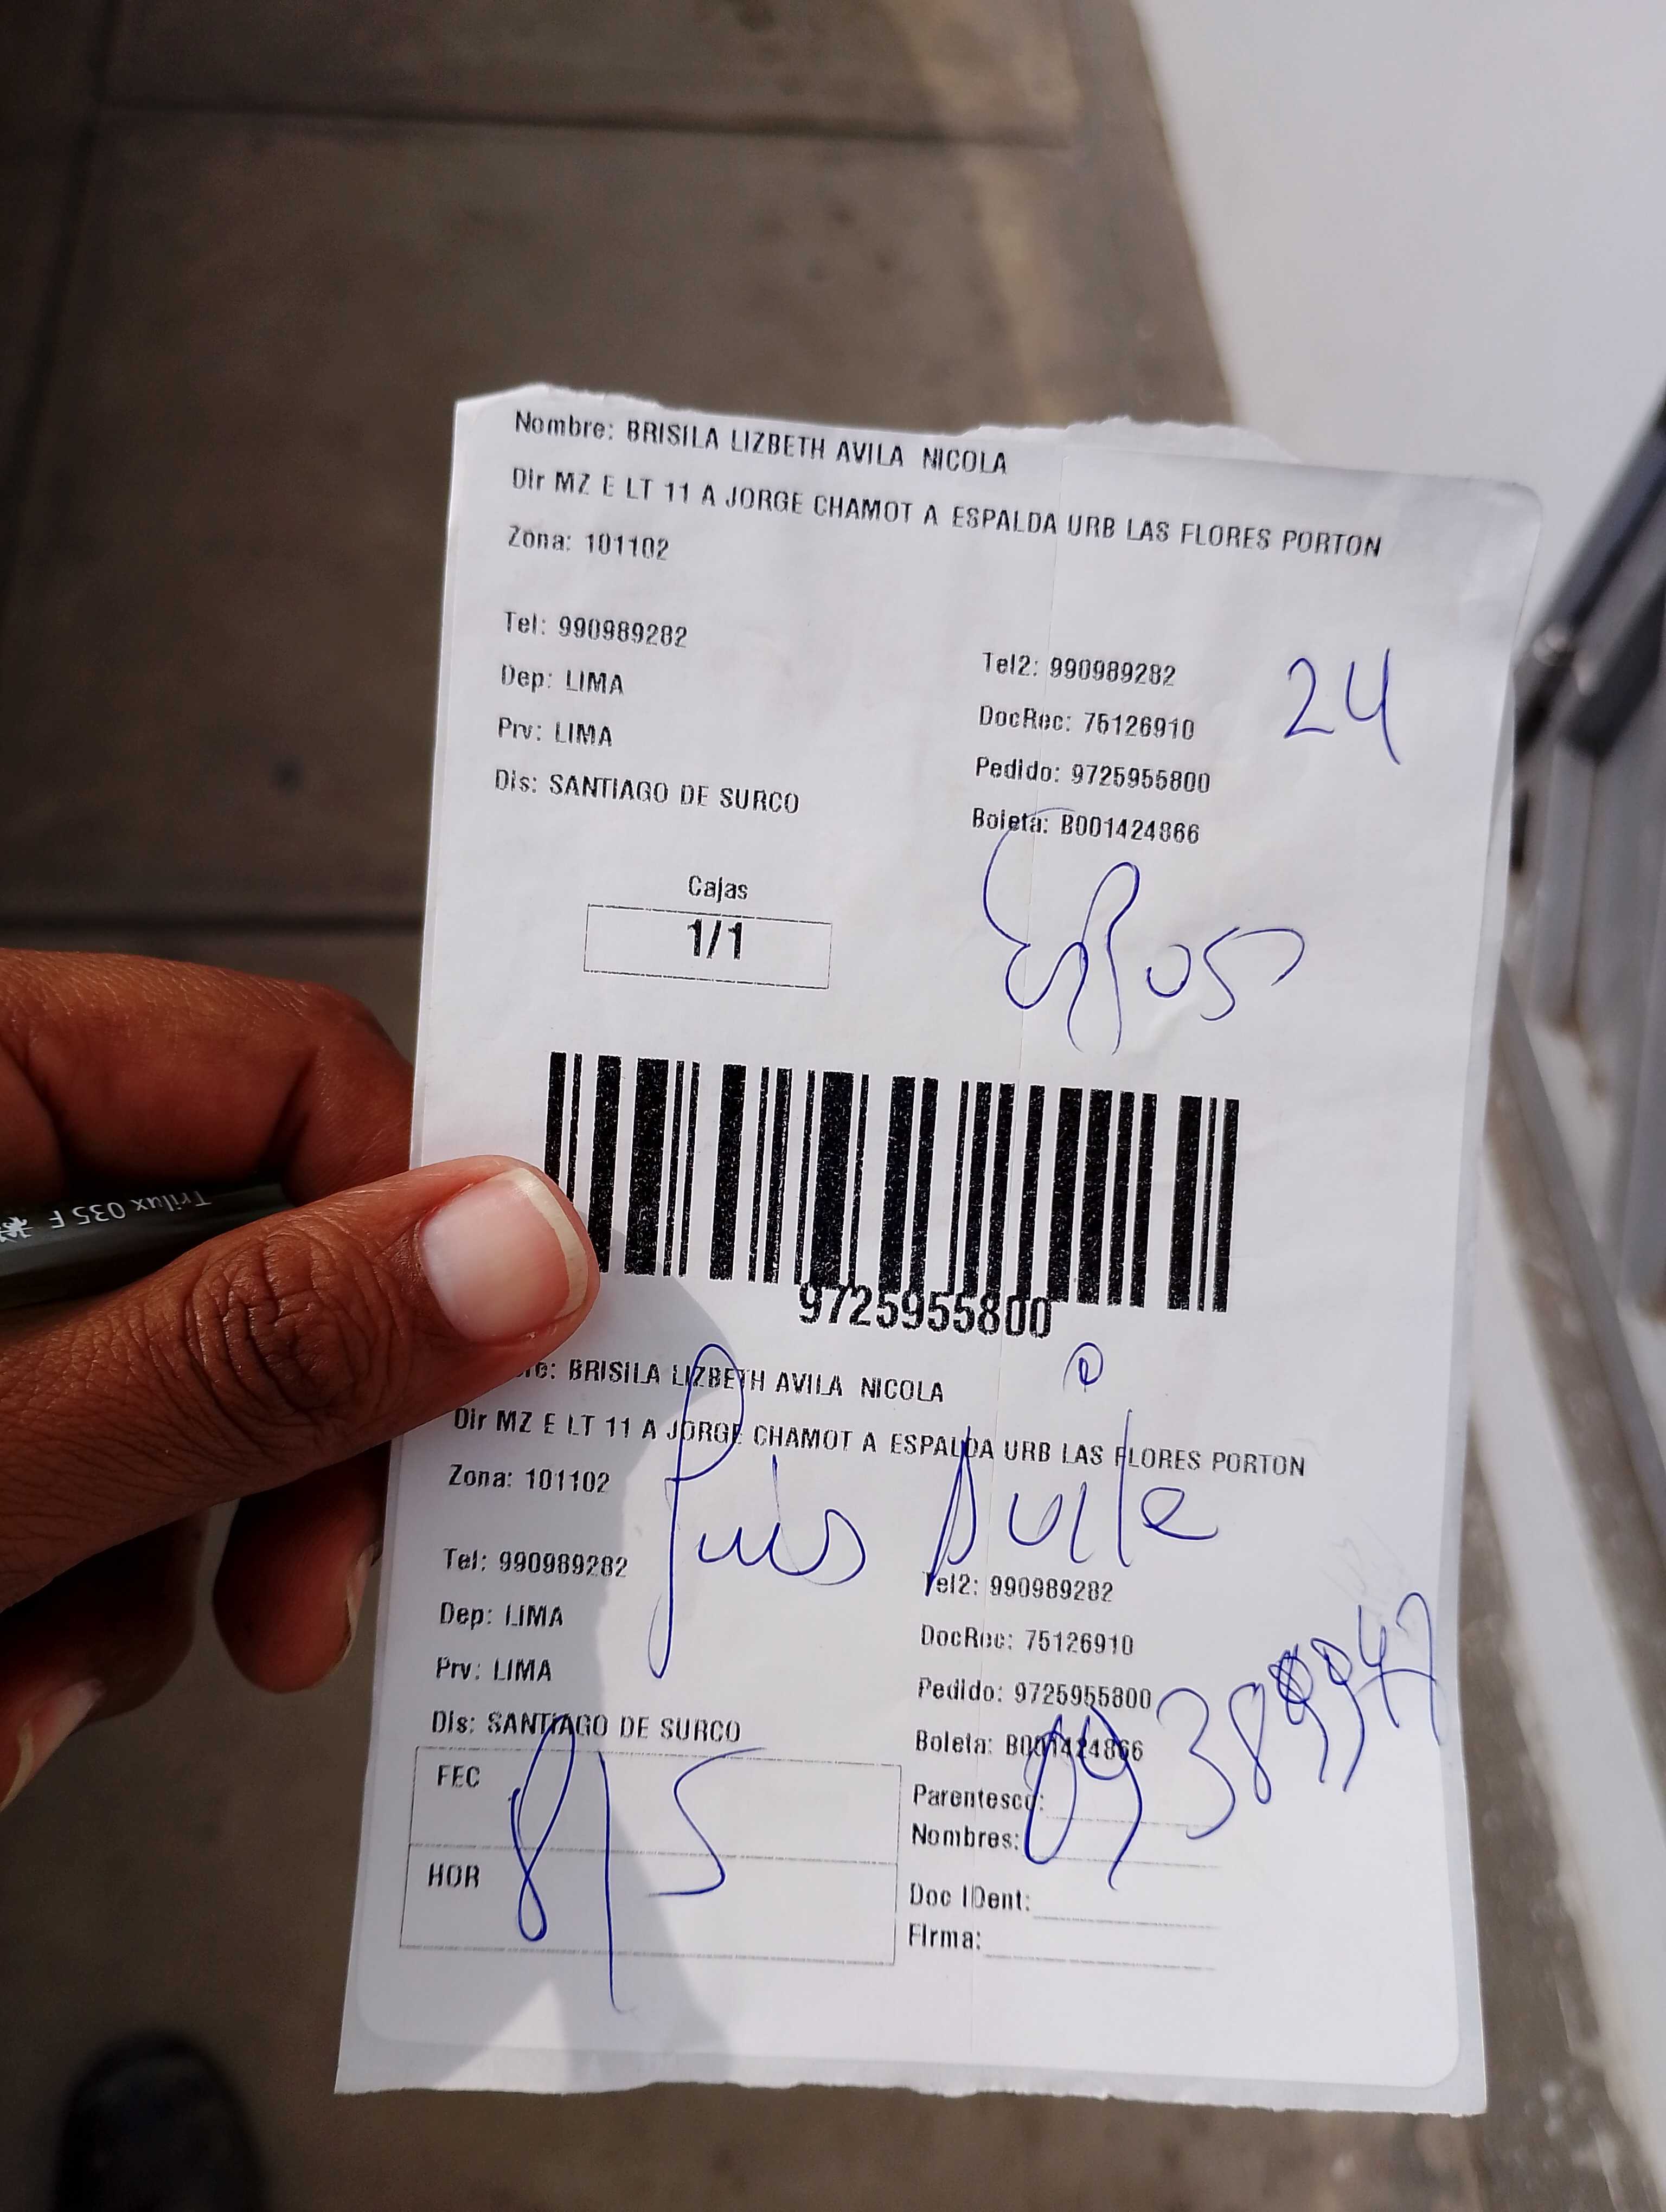 Nombre: BRISILA LIZBETH AVILA NICOLA
Dir MZ E LT 11 A JORGE CHAMOT A ESPALDA URB LAS FLORES PORTON
Zona: 101102
Tel: 990989282
Tel2: 990989282
24
Dep: LIMA
DocRec: 75126910
Prv: LIMA
Pedido: 9725955800
Dis: SANTIAGO DE SURCO
Boleta: B001424866
Cajas
1/1
9725955800
Trilux 035 F
BRISILA LIZBETH AVILA NICOLA
Dir MZ E LT 11 A JORGE CHAMOT A ESPALDA URB LAS FLORES PORTON
Zona: 101102
Luis Avila
Tel: 990989282
Tel2: 990989282
Dep: LIMA
DocRec: 75126910
Prv: LIMA
Pedido: 9725955800
Dis: SANTIAGO DE SURCO
Boleta: B001424866
FEC
Parentesco:
Nombres:
HOR
Doc IDent:
Firma: